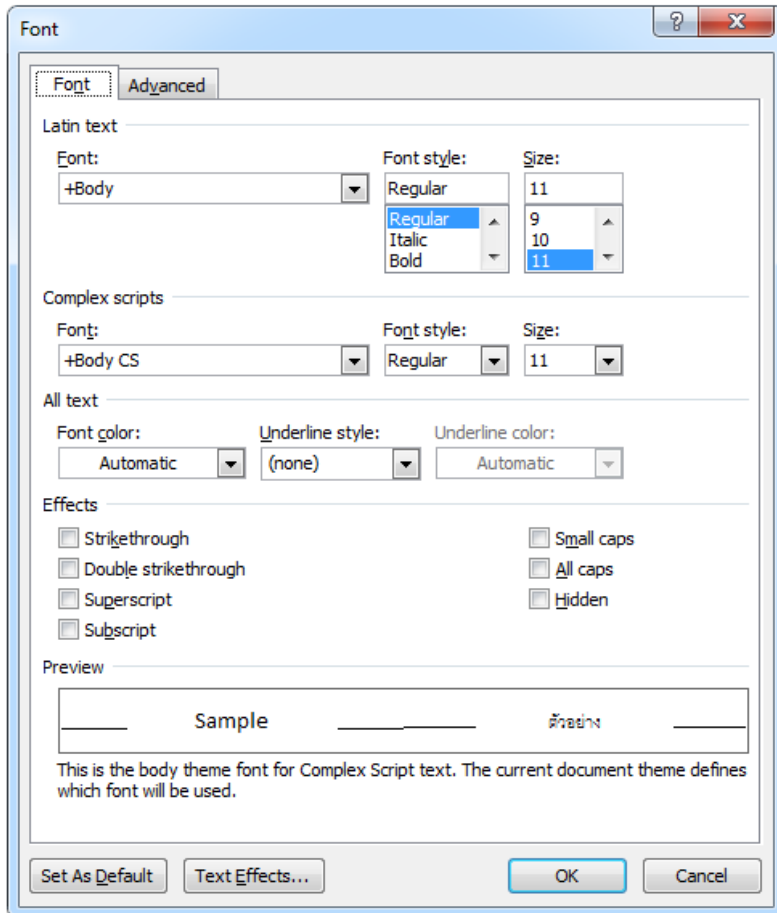 Font
Font Advanced
Latin text
Font: Font style: Size:
+Body Regular 11
Regular 9
Italic 10
Bold 11
Complex scripts
Font: Font style: Size:
+Body CS Regular 11
All text
Font color: Underline style: Underline color:
Automatic (none) Automatic
Effects
Strikethrough Small caps
Double strikethrough All caps
Superscript Hidden
Subscript
Preview
Sample ตัวอย่าง
This is the body theme font for Complex Script text. The current document theme defines
which font will be used.
Set As Default Text Effects... OK Cancel